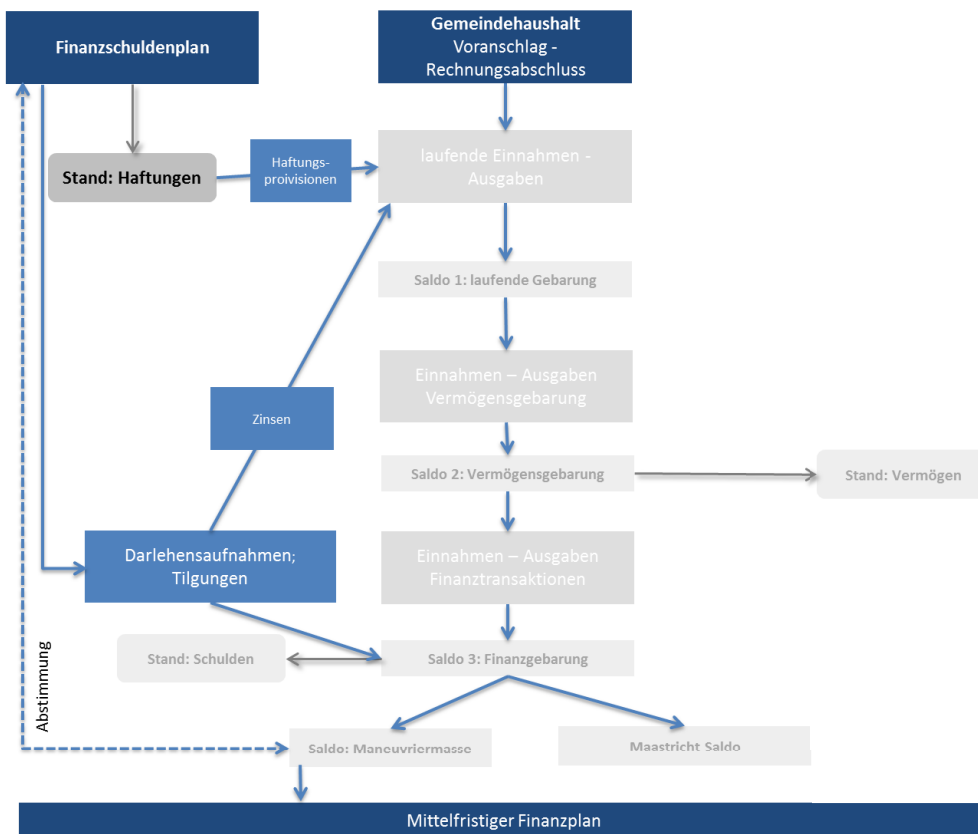 Finanzschuldenplan
Gemeindehaushalt
Voranschlag -
Rechnungsabschluss
Stand: Haftungen
Haftungs-
proivisionen
laufende Einnahmen -
Ausgaben
Saldo 1: laufende Gebarung
Einnahmen – Ausgaben
Vermögensgebarung
Zinsen
Saldo 2: Vermögensgebarung
Stand: Vermögen
Darlehensaufnahmen;
Tilgungen
Einnahmen – Ausgaben
Finanztransaktionen
Stand: Schulden
Saldo 3: Finanzgebarung
Abstimmung
Saldo: Maneuvriermasse
Maastricht Saldo
Mittelfristiger Finanzplan